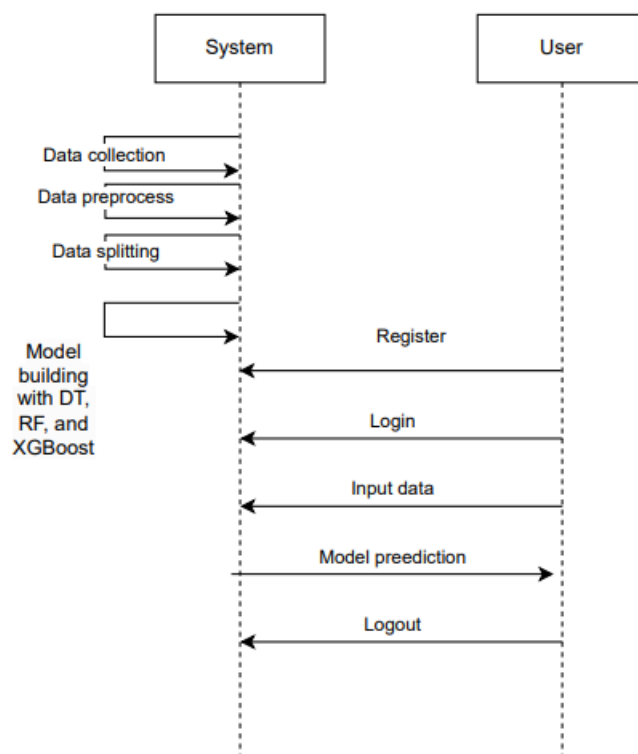 System
User
Data collection
Data preprocess
Data splitting
Register
Model
building
with DT,
RF, and
XGBoost
Login
Input data
Model preediction
Logout